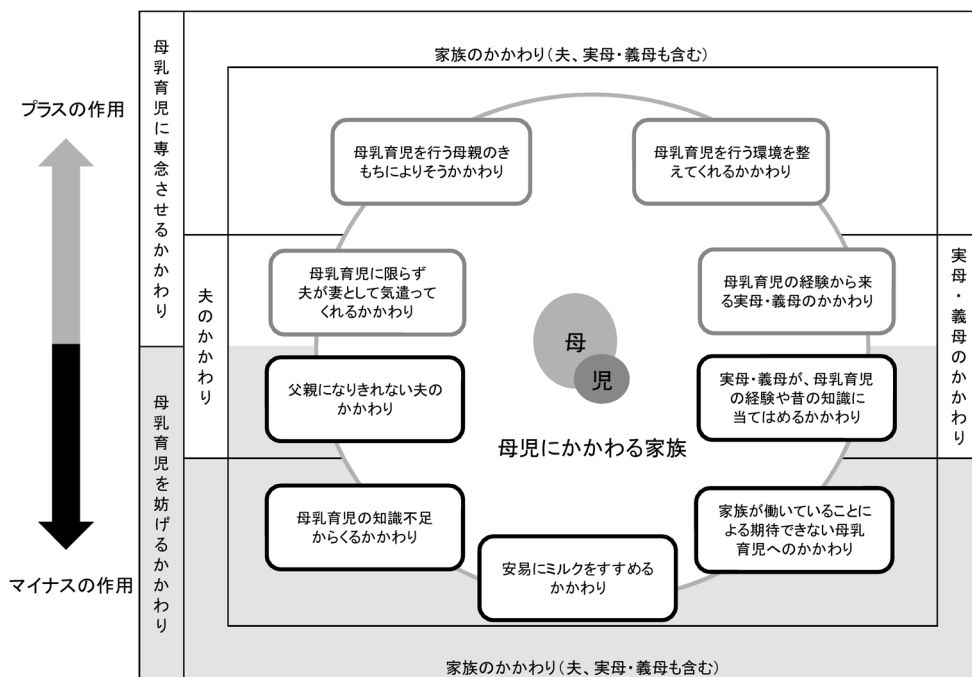 家族のかかわり（夫、実母・義母も含む）
母乳育児に専念させるかかわり
プラスの作用
母乳育児を行う母親のき
もちによりそうかかわり
母乳育児を行う環境を整
えてくれるかかわり
夫のかかわり
母乳育児に限らず
夫が妻として気遣って
くれるかかわり
母乳育児の経験から来
る実母・義母のかかわり
実母・義母のかかわり
母
児
父親になりきれない夫の
かかわり
実母・義母が、母乳育児
の経験や昔の知識に
当てはめるかかわり
母児にかかわる家族
母乳育児を妨げるかかわり
母乳育児の知識不足
からくるかかわり
家族が働いていることに
よる期待できない母乳
育児へのかかわり
安易にミルクをすすめる
かかわり
マイナスの作用
家族のかかわり（夫、実母・義母も含む）